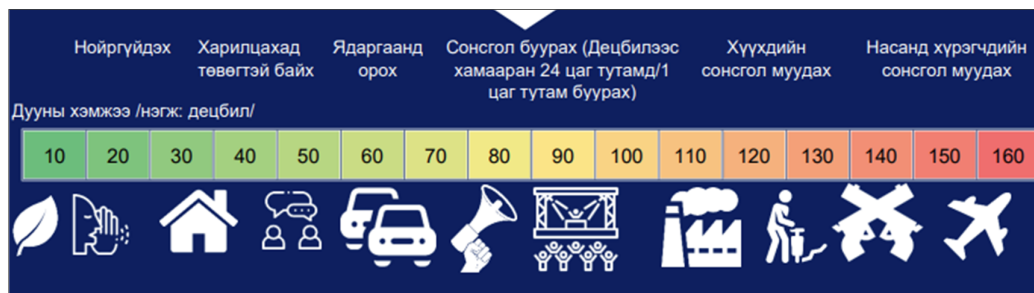 Нойргүйдэх
Харилцахад
төвөгтэй байх
Ядаргаанд
орох
Сонсгол буурах (Децбилээс
хамааран 24 цаг тутамд/1
цаг тутам буурах)
Хүүхдийн
сонсгол муудах
Насанд хүрэгчдийн
сонсгол муудах
Дууны хэмжээ /нэгж: децбил/
10 20 30 40 50 60 70 80 90 100 110 120 130 140 150 160